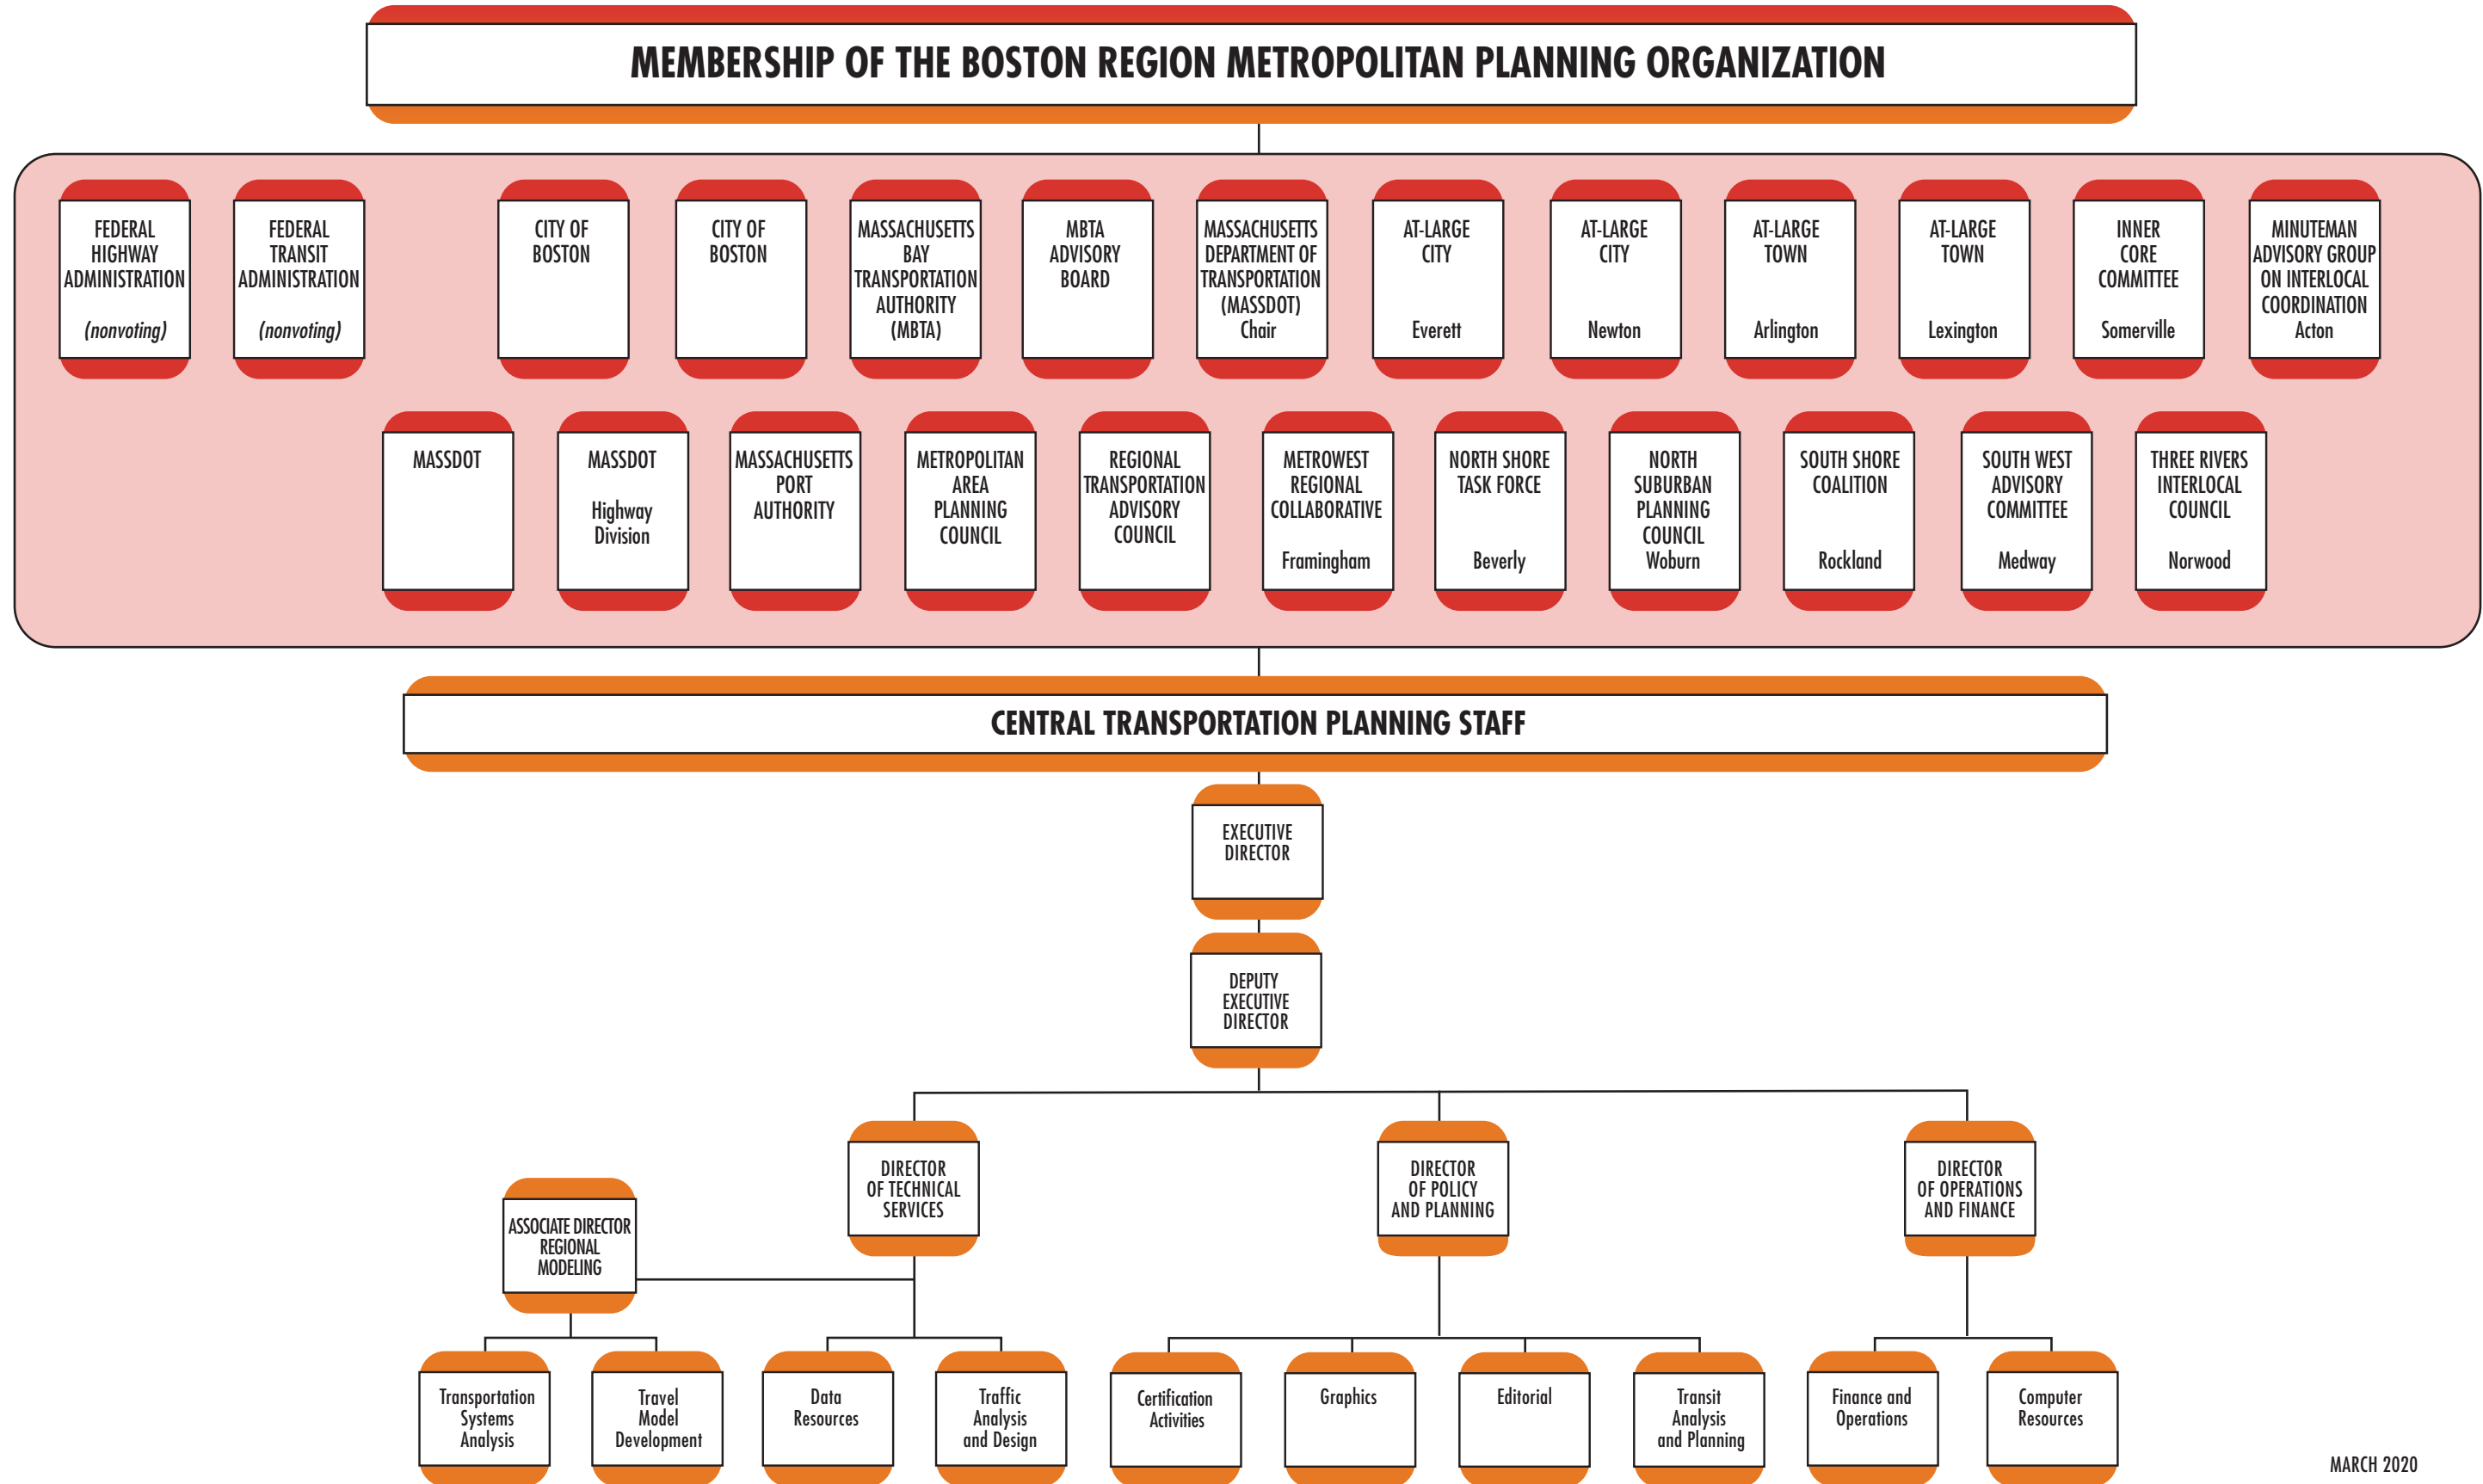 MEMBERSHIP OF THE BOSTON REGION METROPOLITAN PLANNING ORGANIZATION
FEDERAL
HIGHWAY
ADMINISTRATION
(nonvoting)
FEDERAL
TRANSIT
ADMINISTRATION
(nonvoting)
CITY OF
BOSTON
CITY OF
BOSTON
MASSACHUSETTS
BAY
TRANSPORTATION
AUTHORITY
(MBTA)
MBTA
ADVISORY
BOARD
MASSACHUSETTS
DEPARTMENT OF
TRANSPORTATION
(MASSDOT)
Chair
AT-LARGE
CITY
Everett
AT-LARGE
CITY
Newton
AT-LARGE
TOWN
Arlington
AT-LARGE
TOWN
Lexington
INNER
CORE
COMMITTEE
Somerville
MINUTEMAN
ADVISORY GROUP
ON INTERLOCAL
COORDINATION
Acton
MASSDOT
MASSDOT
Highway
Division
MASSACHUSETTS
PORT
AUTHORITY
METROPOLITAN
AREA
PLANNING
COUNCIL
REGIONAL
TRANSPORTATION
ADVISORY
COUNCIL
METROWEST
REGIONAL
COLLABORATIVE
Framingham
NORTH SHORE
TASK FORCE
Beverly
NORTH
SUBURBAN
PLANNING
COUNCIL
Woburn
SOUTH SHORE
COALITION
Rockland
SOUTH WEST
ADVISORY
COMMITTEE
Medway
THREE RIVERS
INTERLOCAL
COUNCIL
Norwood
CENTRAL TRANSPORTATION PLANNING STAFF
EXECUTIVE
DIRECTOR
DEPUTY
EXECUTIVE
DIRECTOR
DIRECTOR
OF TECHNICAL
SERVICES
DIRECTOR
OF POLICY
AND PLANNING
DIRECTOR
OF OPERATIONS
AND FINANCE
ASSOCIATE DIRECTOR
REGIONAL
MODELING
Transportation
Systems
Analysis
Travel
Model
Development
Data
Resources
Traffic
Analysis
and Design
Certification
Activities
Graphics
Editorial
Transit
Analysis
and Planning
Finance and
Operations
Computer
Resources
MARCH 2020